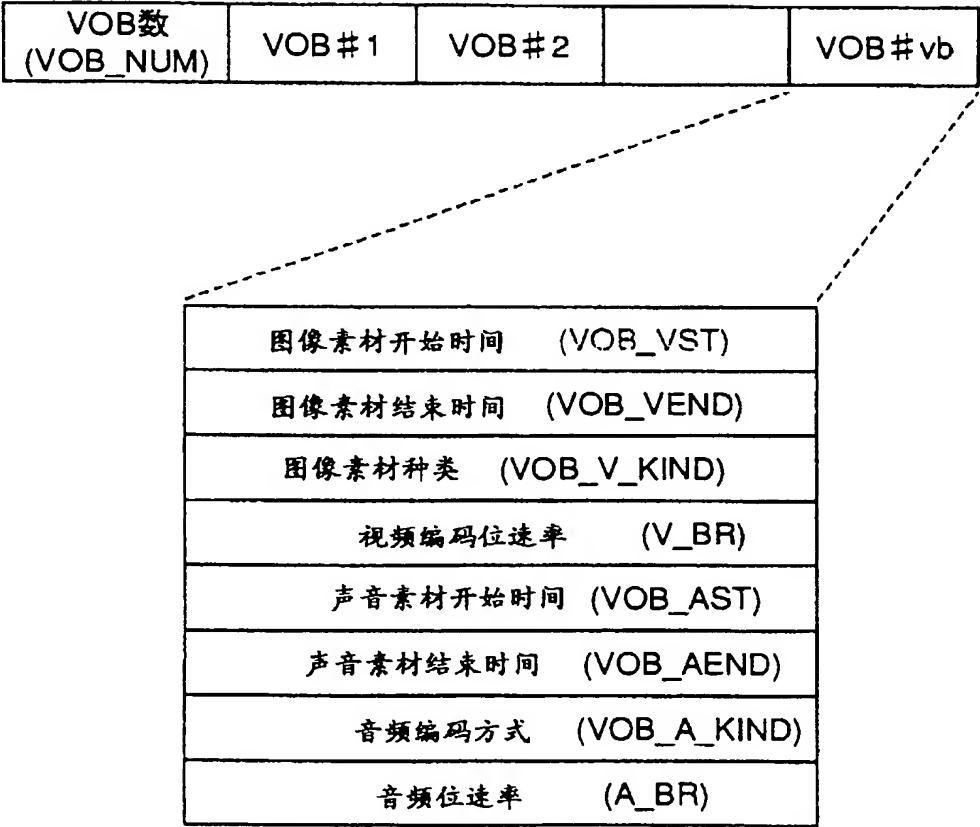 VOB数
(VOB_NUM)
VOB#1
VOB#2
VOB#vb
图像素材开始时间 (VOB_VST)
图像素材结束时间 (VOB_VEND)
图像素材种类 (VOB_V_KIND)
视频编码位速率 (V_BR)
声音素材开始时间 (VOB_AST)
声音素材结束时间 (VOB_AEND)
音频编码方式 (VOB_A_KIND)
音频位速率 (A_BR)